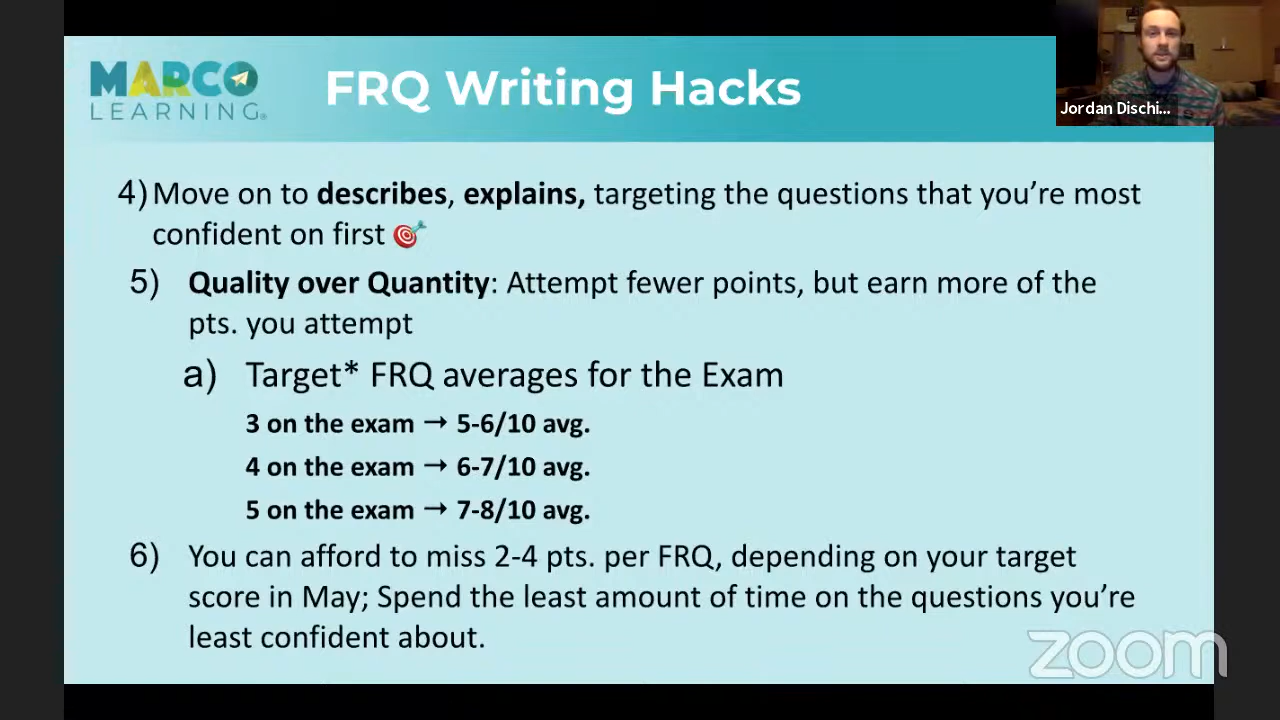 MARCO
LEARNING®
FRQ Writing Hacks
Jordan Dischi...
4) Move on to describes, explains, targeting the questions that you’re most
confident on first 🎯
5) Quality over Quantity: Attempt fewer points, but earn more of the
pts. you attempt
a) Target* FRQ averages for the Exam
3 on the exam → 5-6/10 avg.
4 on the exam → 6-7/10 avg.
5 on the exam → 7-8/10 avg.
6) You can afford to miss 2-4 pts. per FRQ, depending on your target
score in May; Spend the least amount of time on the questions you’re
least confident about.
zoom